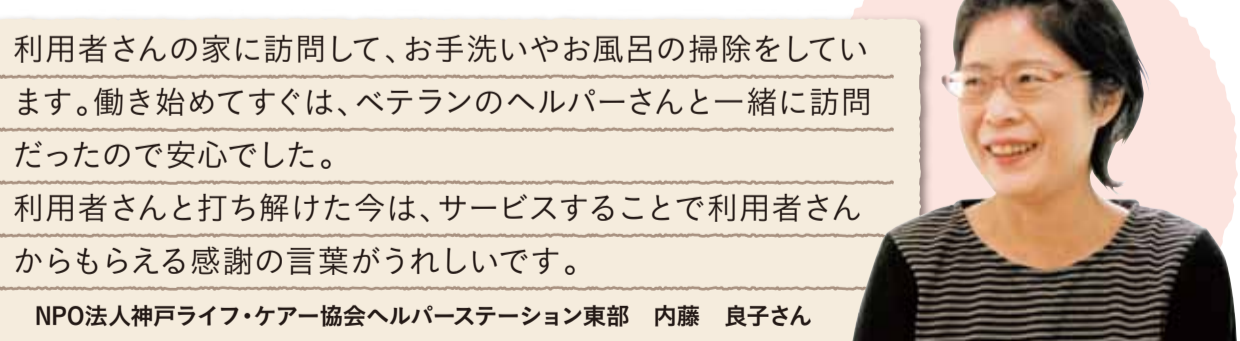 利用者さんの家に訪問して、お手洗いやお風呂の掃除をしてい
ます。働き始めてすぐは、ベテランのヘルパーさんと一緒に訪問
だったので安心でした。
利用者さんと打ち解けた今は、サービスすることで利用者さん
からもらえる感謝の言葉がうれしいです。
NPO法人神戸ライフ・ケアー協会ヘルパーステーション東部　内藤　良子さん